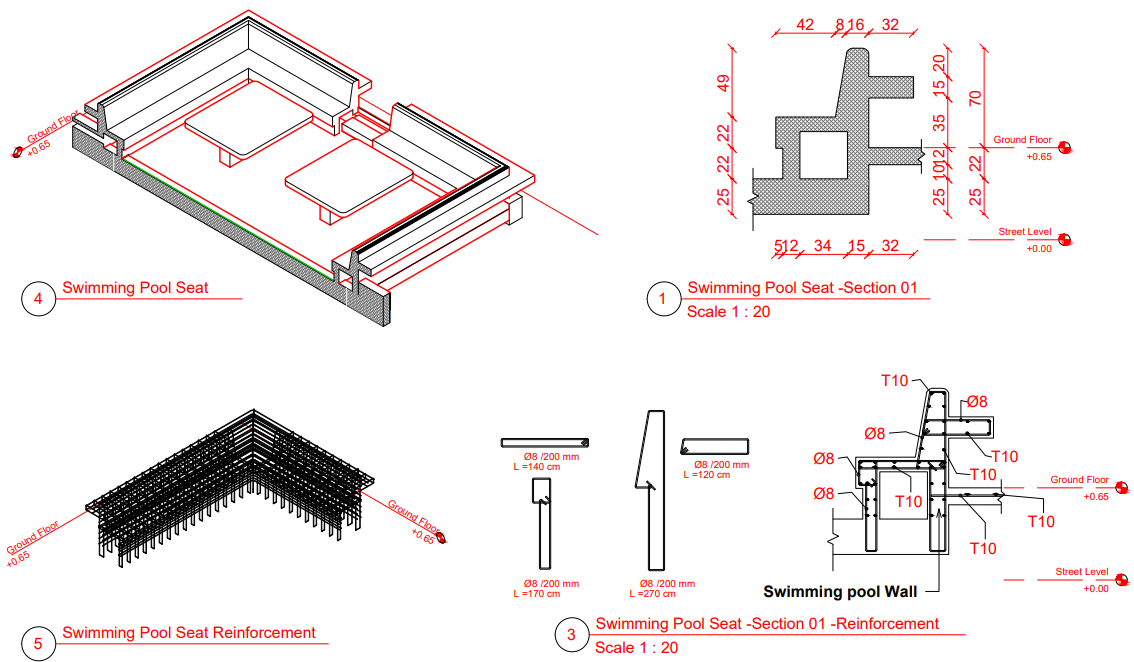 Ground Floor
+0.65
4
Swimming Pool Seat
42
8
16
32
49
22
22
25
20
15
35
12
10
25
70
22
25
Ground Floor
+0.65
Street Level
+0.00
5
12
34
15
32
1
Swimming Pool Seat -Section 01
Scale 1 : 20
Ground Floor
+0.65
Ground Floor
+0.65
5
Swimming Pool Seat Reinforcement
Ø8 /200 mm
L =140 cm
Ø8 /200 mm
L =120 cm
Ø8 /200 mm
L =170 cm
Ø8 /200 mm
L =270 cm
T10
Ø8
Ø8
T10
Ø8
T10
T10
Ø8
T10
T10
Ground Floor
+0.65
Street Level
+0.00
Swimming pool Wall
3
Swimming Pool Seat -Section 01 -Reinforcement
Scale 1 : 20